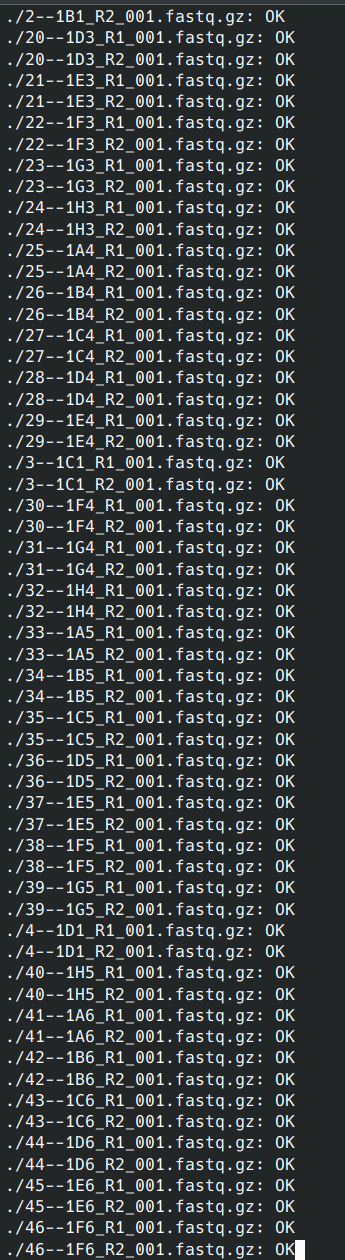 ./2--1B1_R2_001.fastq.gz: OK
./20--1D3_R1_001.fastq.gz: OK
./20--1D3_R2_001.fastq.gz: OK
./21--1E3_R1_001.fastq.gz: OK
./21--1E3_R2_001.fastq.gz: OK
./22--1F3_R1_001.fastq.gz: OK
./22--1F3_R2_001.fastq.gz: OK
./23--1G3_R1_001.fastq.gz: OK
./23--1G3_R2_001.fastq.gz: OK
./24--1H3_R1_001.fastq.gz: OK
./24--1H3_R2_001.fastq.gz: OK
./25--1A4_R1_001.fastq.gz: OK
./25--1A4_R2_001.fastq.gz: OK
./26--1B4_R1_001.fastq.gz: OK
./26--1B4_R2_001.fastq.gz: OK
./27--1C4_R1_001.fastq.gz: OK
./27--1C4_R2_001.fastq.gz: OK
./28--1D4_R1_001.fastq.gz: OK
./28--1D4_R2_001.fastq.gz: OK
./29--1E4_R1_001.fastq.gz: OK
./29--1E4_R2_001.fastq.gz: OK
./3--1C1_R1_001.fastq.gz: OK
./3--1C1_R2_001.fastq.gz: OK
./30--1F4_R1_001.fastq.gz: OK
./30--1F4_R2_001.fastq.gz: OK
./31--1G4_R1_001.fastq.gz: OK
./31--1G4_R2_001.fastq.gz: OK
./32--1H4_R1_001.fastq.gz: OK
./32--1H4_R2_001.fastq.gz: OK
./33--1A5_R1_001.fastq.gz: OK
./33--1A5_R2_001.fastq.gz: OK
./34--1B5_R1_001.fastq.gz: OK
./34--1B5_R2_001.fastq.gz: OK
./35--1C5_R1_001.fastq.gz: OK
./35--1C5_R2_001.fastq.gz: OK
./36--1D5_R1_001.fastq.gz: OK
./36--1D5_R2_001.fastq.gz: OK
./37--1E5_R1_001.fastq.gz: OK
./37--1E5_R2_001.fastq.gz: OK
./38--1F5_R1_001.fastq.gz: OK
./38--1F5_R2_001.fastq.gz: OK
./39--1G5_R1_001.fastq.gz: OK
./39--1G5_R2_001.fastq.gz: OK
./4--1D1_R1_001.fastq.gz: OK
./4--1D1_R2_001.fastq.gz: OK
./40--1H5_R1_001.fastq.gz: OK
./40--1H5_R2_001.fastq.gz: OK
./41--1A6_R1_001.fastq.gz: OK
./41--1A6_R2_001.fastq.gz: OK
./42--1B6_R1_001.fastq.gz: OK
./42--1B6_R2_001.fastq.gz: OK
./43--1C6_R1_001.fastq.gz: OK
./43--1C6_R2_001.fastq.gz: OK
./44--1D6_R1_001.fastq.gz: OK
./44--1D6_R2_001.fastq.gz: OK
./45--1E6_R1_001.fastq.gz: OK
./45--1E6_R2_001.fastq.gz: OK
./46--1F6_R1_001.fastq.gz: OK
./46--1F6_R2_001.fastq.gz: OK